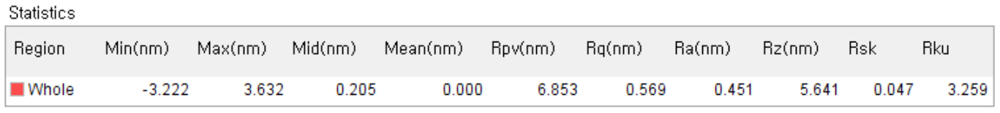 Statistics
Region Min(nm) Max(nm) Mid(nm) Mean(nm) Rpv(nm) Rq(nm) Ra(nm) Rz(nm) Rsk Rku
Whole -3.222 3.632 0.205 0.000 6.853 0.569 0.451 5.641 0.047 3.259